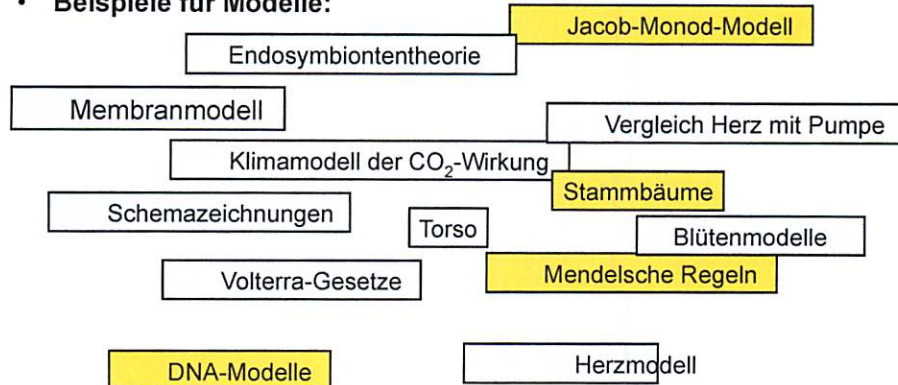 • Beispiele für Modelle:
Jacob-Monod-Modell
Endosymbiontentheorie
Membranmodell
Vergleich Herz mit Pumpe
Klimamodell der CO₂-Wirkung
Stammbäume
Schemazeichnungen
Torso
Blütenmodelle
Volterra-Gesetze
Mendelsche Regeln
DNA-Modelle
Herzmodell